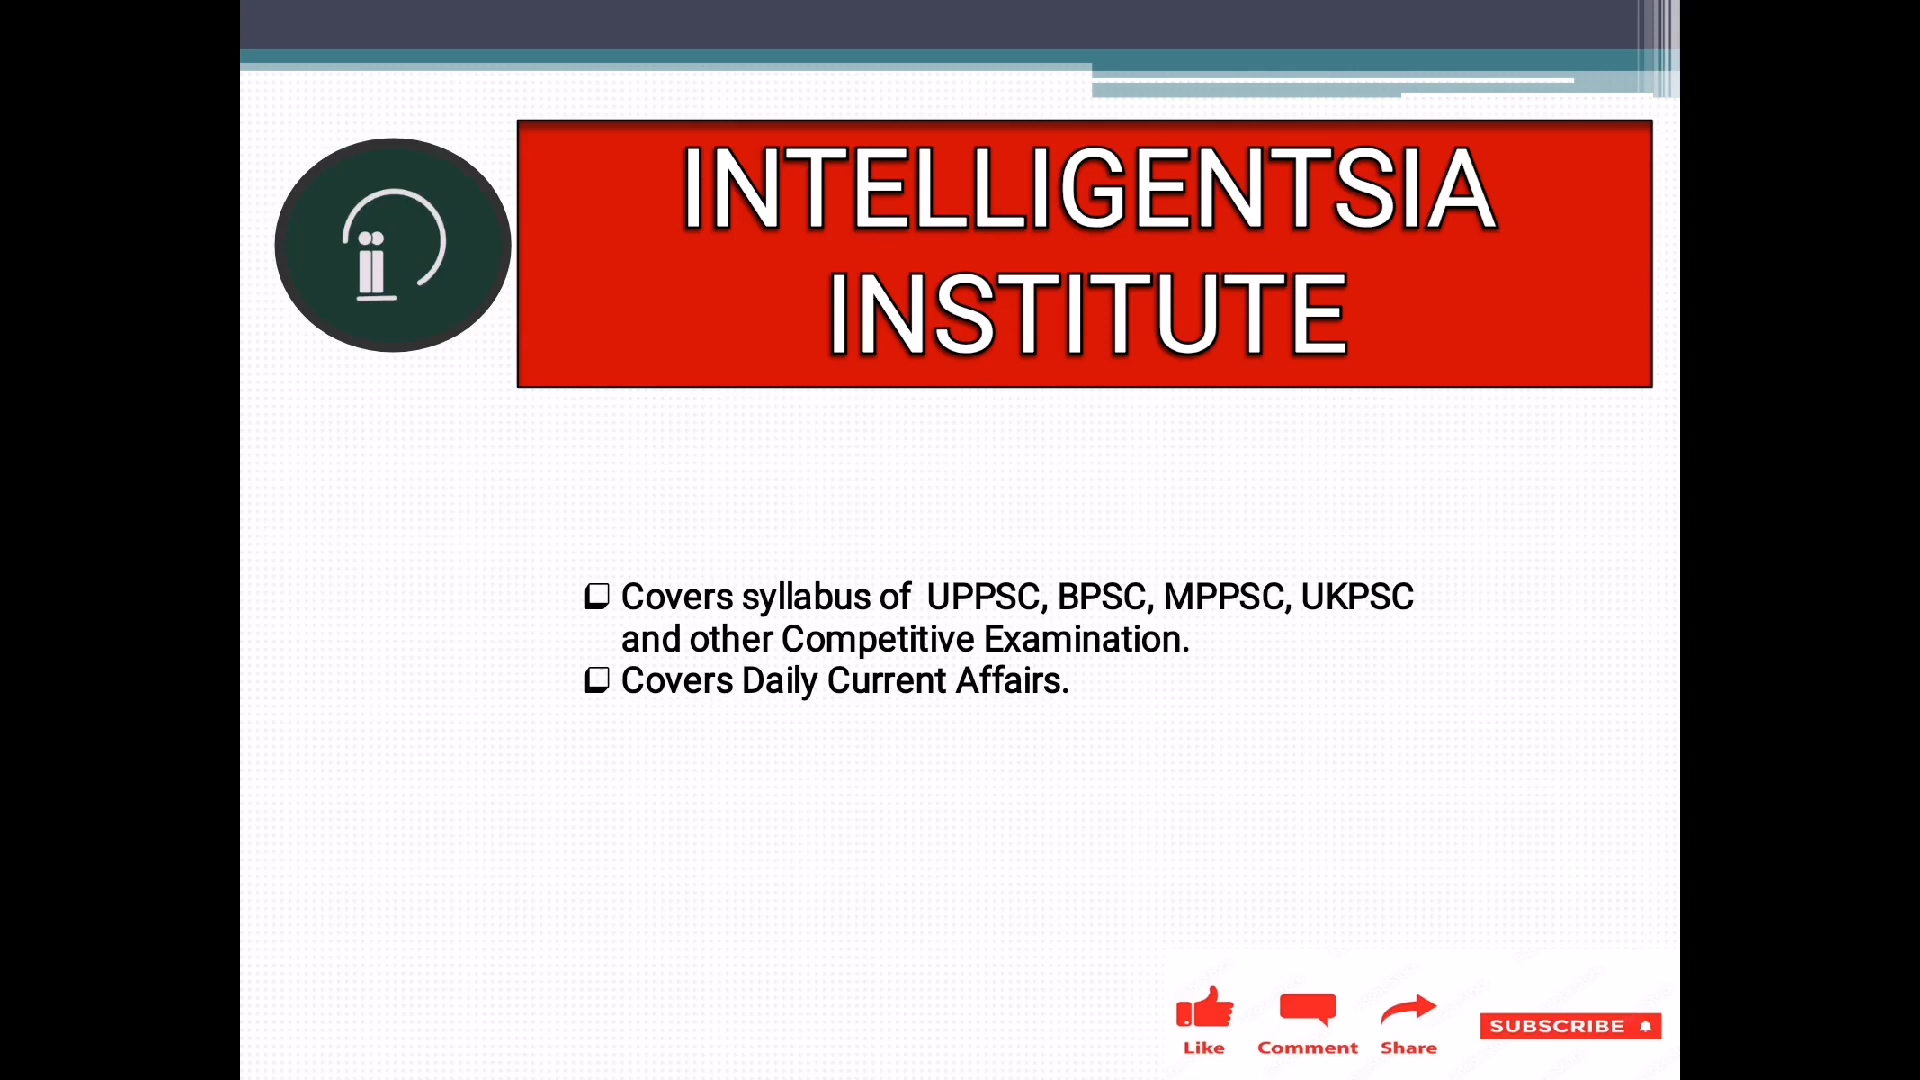 INTELLIGENTSIA
INSTITUTE
Covers syllabus of UPPSC, BPSC, MPPSC, UKPSC
and other Competitive Examination.
Covers Daily Current Affairs.
Like Comment Share SUBSCRIBE